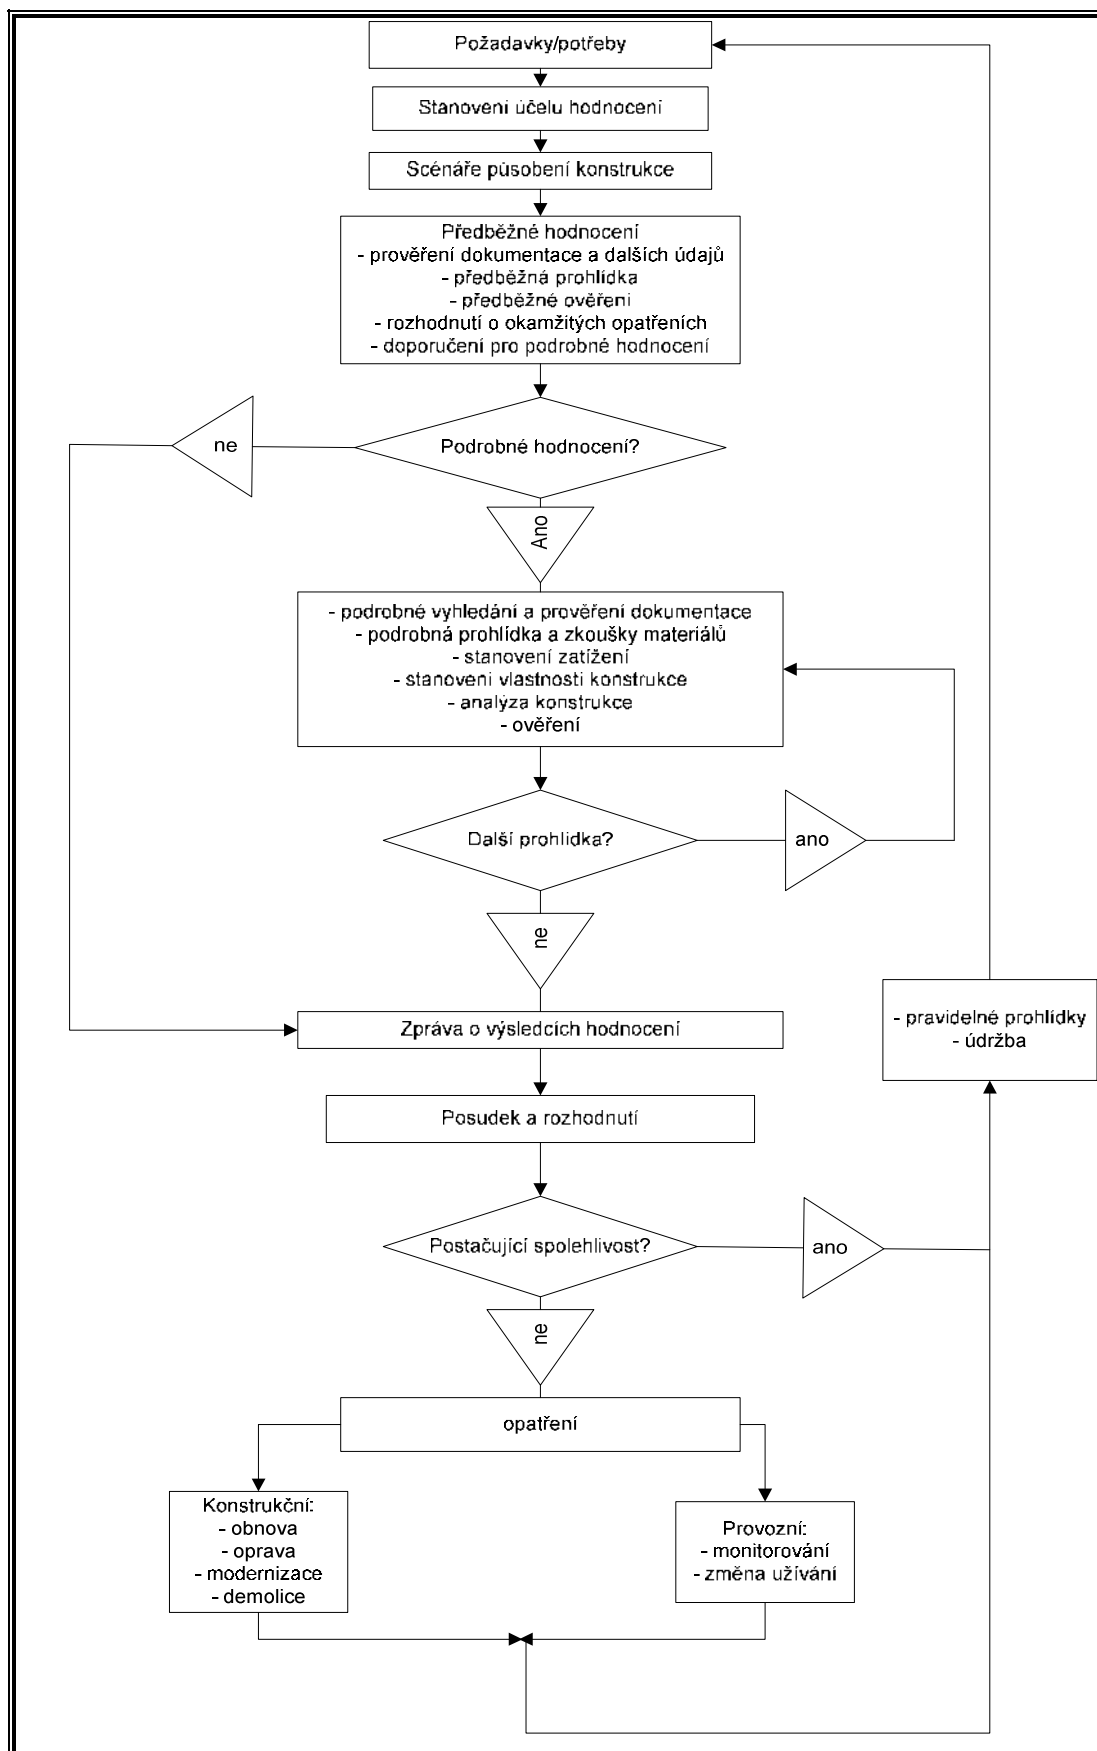 Požadavky/potřeby
Stanovení účelu hodnocení
Scénáře působení konstrukce
Předběžné hodnocení
- prověření dokumentace a dalších údajů
- předběžná prohlídka
- předběžné ověřeni
- rozhodnutí o okamžitých opatřeních
- doporučení pro podrobné hodnocení
ne
Podrobné hodnocení?
Ano
- podrobné vyhledání a prověření dokumentace
- podrobná prohlídka a zkoušky materiálů
- stanovení zatížení
- stanoveni vlastnosti konstrukce
- analýza konstrukce
- ověření
Další prohlídka?
ano
ne
Zpráva o výsledcích hodnocení
- pravidelné prohlídky
- údržba
Posudek a rozhodnutí
Postačující spolehlivost?
ano
ne
opatření
Konstrukční:
- obnova
- oprava
- modernizace
- demolice
Provozní:
- monitorování
- změna užívání